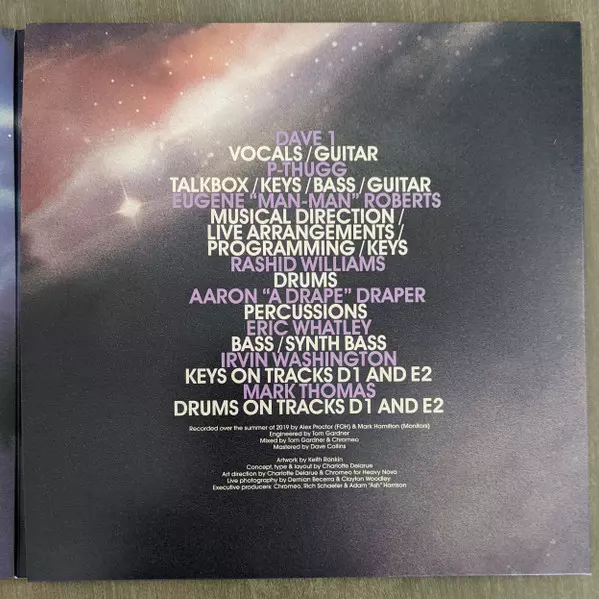 DAVE 1
VOCALS / GUITAR
P-THUGG
TALKBOX / KEYS / BASS / GUITAR
EUGENE "MAN-MAN" ROBERTS
MUSICAL DIRECTION /
LIVE ARRANGEMENTS /
PROGRAMMING / KEYS
RASHID WILLIAMS
DRUMS
AARON "A DRAPE" DRAPER
PERCUSSIONS
ERIC WHATLEY
BASS / SYNTH BASS
IRVIN WASHINGTON
KEYS ON TRACKS D1 AND E2
MARK THOMAS
DRUMS ON TRACKS D1 AND E2
Recorded over the summer of 2019 by Alex Proctor (FOH) & Mark Hamilton (Monitors)
Engineered by Tom Gardner
Mixed by Tom Gardner & Chromeo
Mastered by Dave Collins
Artwork by Keith Rankin
Concept, type & layout by Charlotte Delarue
Art direction by Charlotte Delarue & Chromeo for Heavy Nova
Live photography by Demian Becerra & Clayton Woodley
Executive producers: Chromeo, Rich Schaefer & Adam "Ash" Harrison